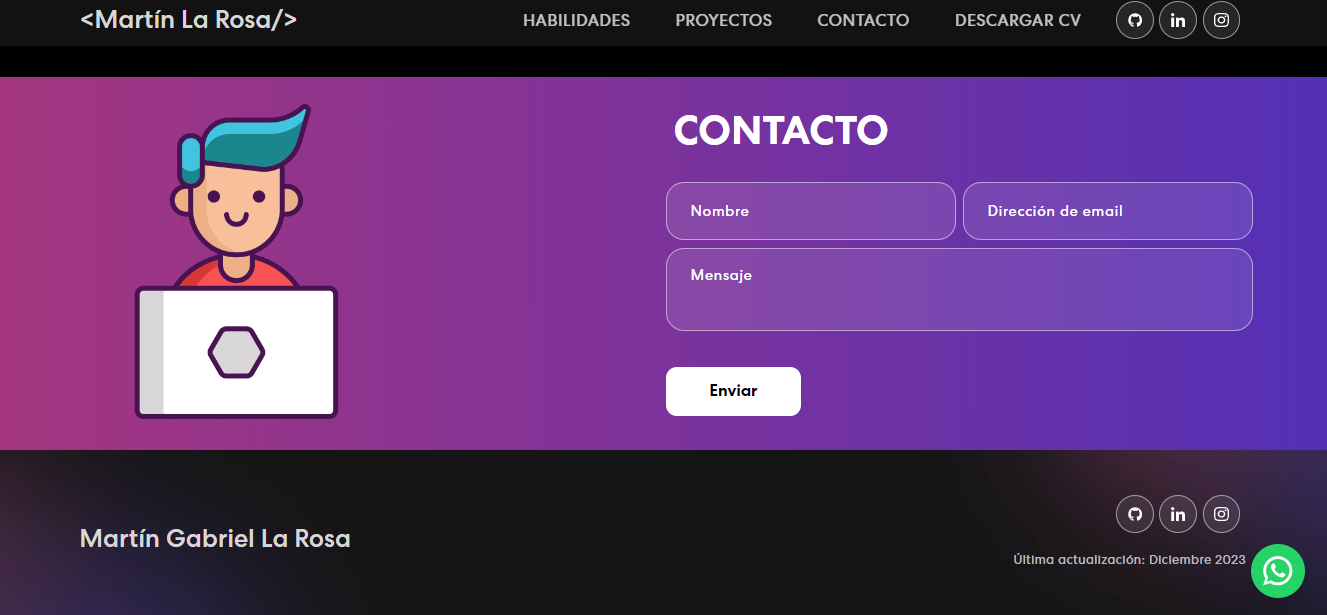 <Martín La Rosa/>
HABILIDADES
PROYECTOS
CONTACTO
DESCARGAR CV
in
CONTACTO
Nombre
Dirección de email
Mensaje
Enviar
in
Martín Gabriel La Rosa
Última actualización: Diciembre 2023